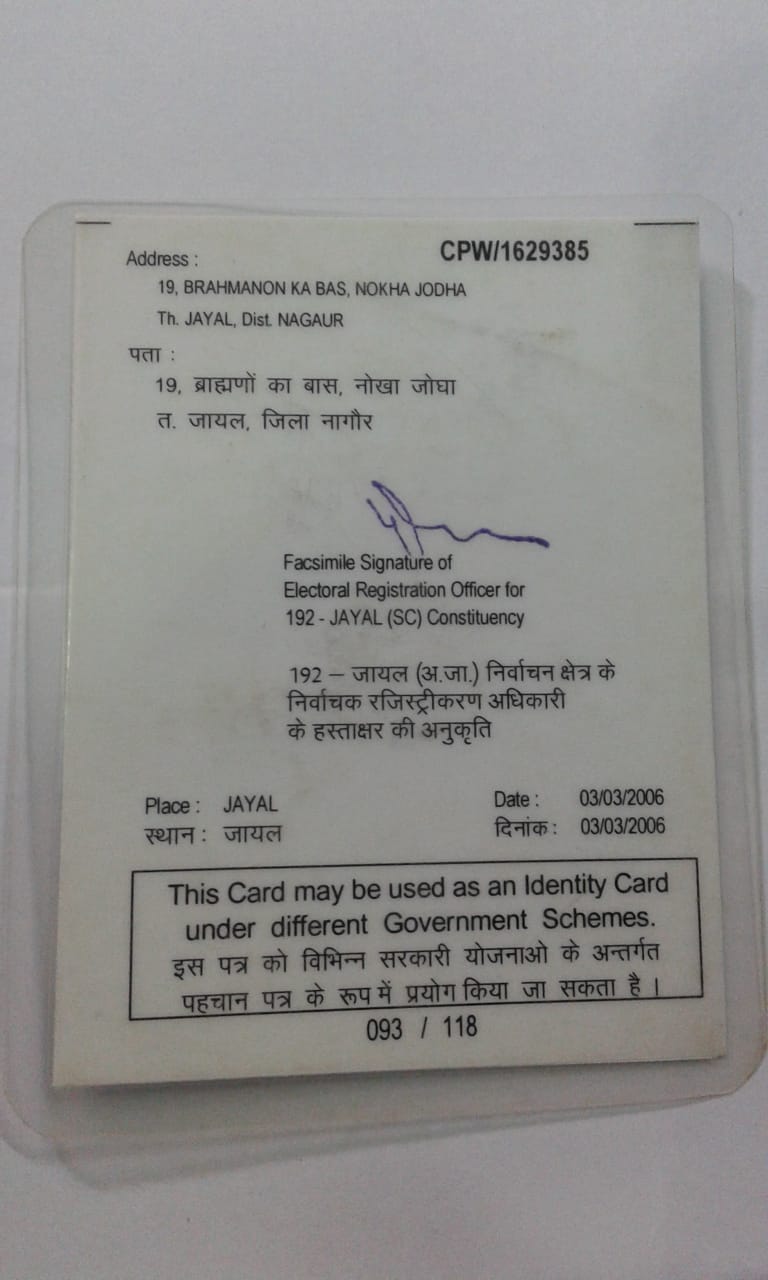 CPW/1629385
Address :
19, BRAHMANON KA BAS, NOKHA JODHA
Th. JAYAL, Dist. NAGAUR
पता :
19, ब्राह्मणों का बास, नोखा जोघा
त. जायल, जिला नागौर
Facsimile Signature of
Electoral Registration Officer for
192 - JAYAL (SC) Constituency
192 – जायल (अ.जा.) निर्वाचन क्षेत्र के
निर्वाचक रजिस्ट्रीकरण अधिकारी
के हस्ताक्षर की अनुकृति
Place : JAYAL Date : 03/03/2006
स्थान : जायल दिनांक : 03/03/2006
This Card may be used as an Identity Card
under different Government Schemes.
इस पत्र को विभिन्न सरकारी योजनाओ के अन्तर्गत
पहचान पत्र के रूप में प्रयोग किया जा सकता है ।
093 / 118